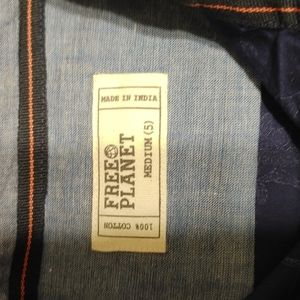 MADE IN INDIA
FREE
PLANET
MEDIUM (5)
100% COTTON